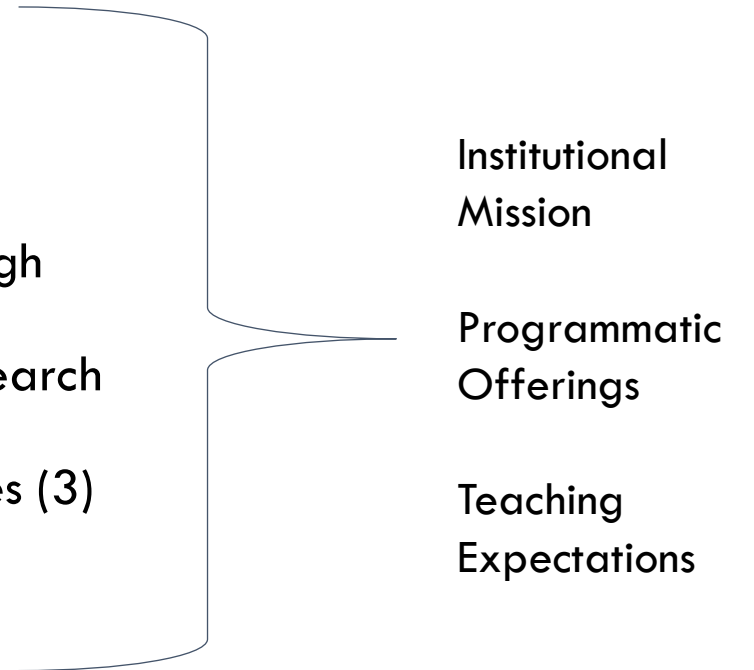 gh
earch
es (3)
Institutional
Mission
Programmatic
Offerings
Teaching
Expectations